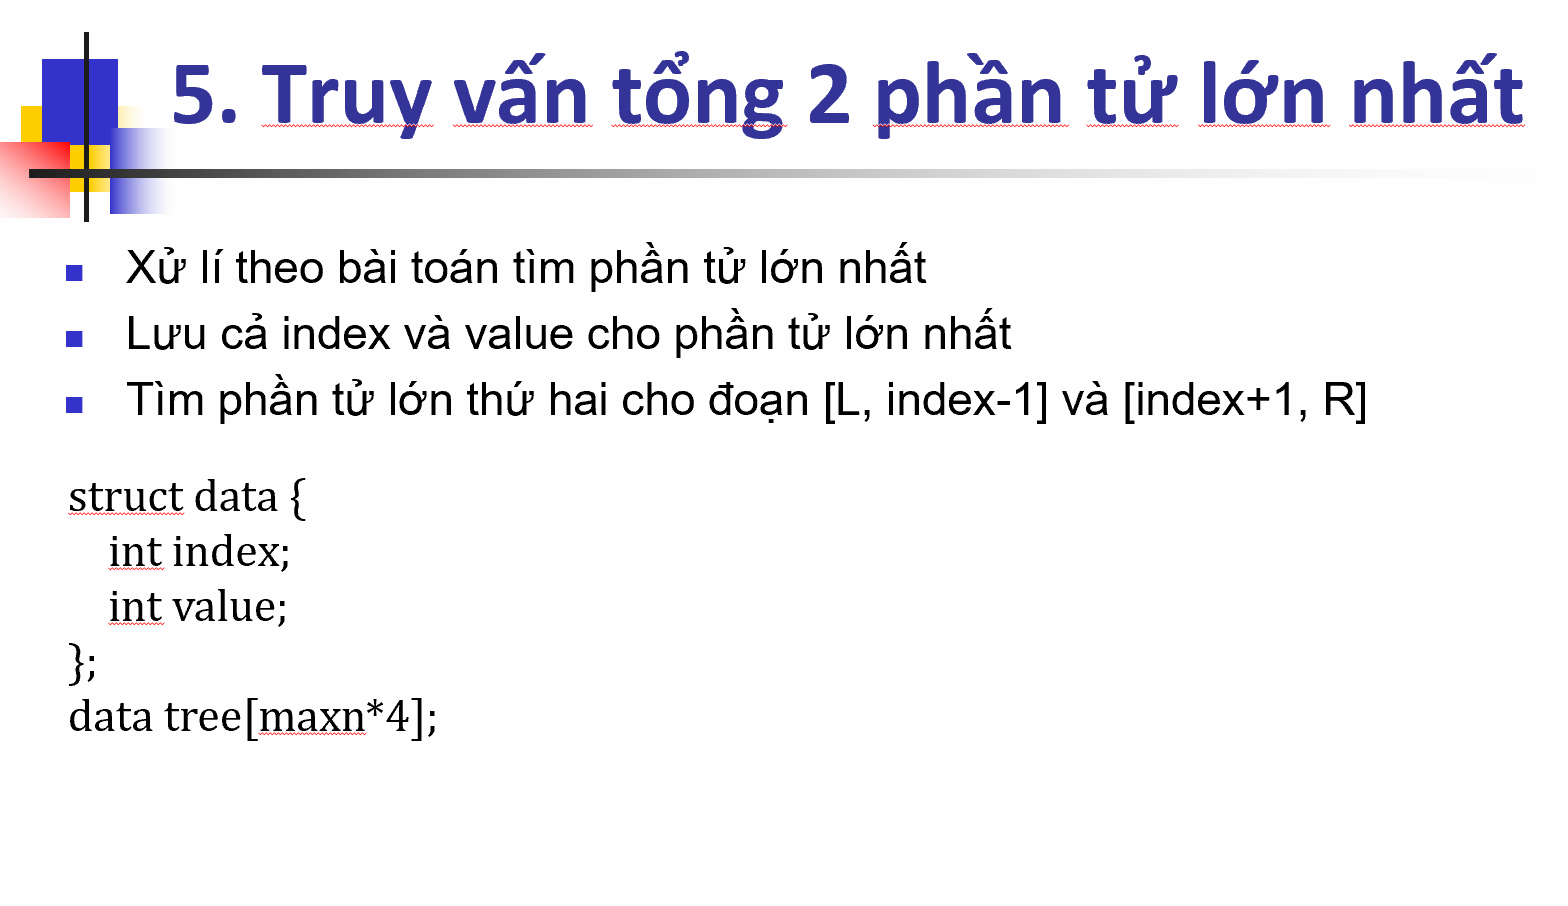 5. Truy vấn tổng 2 phần tử lớn nhất
Xử lí theo bài toán tìm phần tử lớn nhất
Lưu cả index và value cho phần tử lớn nhất
Tìm phần tử lớn thứ hai cho đoạn [L, index-1] và [index+1, R]
struct data {
int index;
int value;
};
data tree[maxn*4];